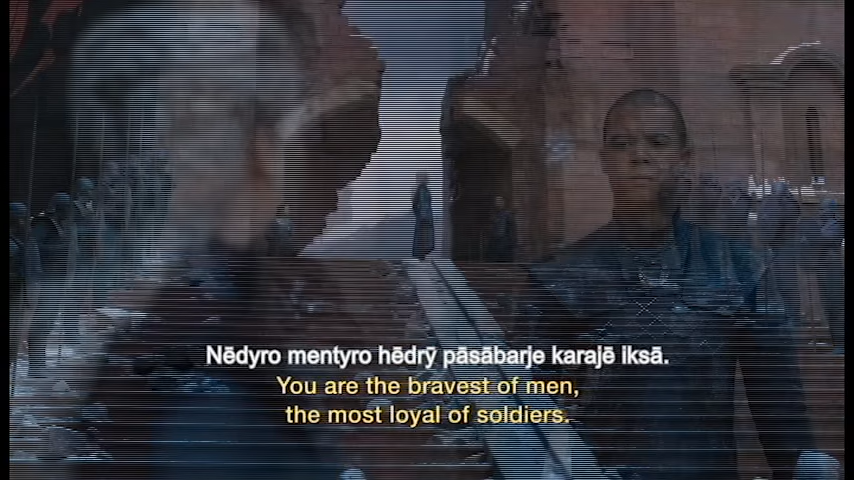 Nēdyro mentyro hēdrȳ pāsābarje karajē iksā.
You are the bravest of men,
the most loyal of soldiers.